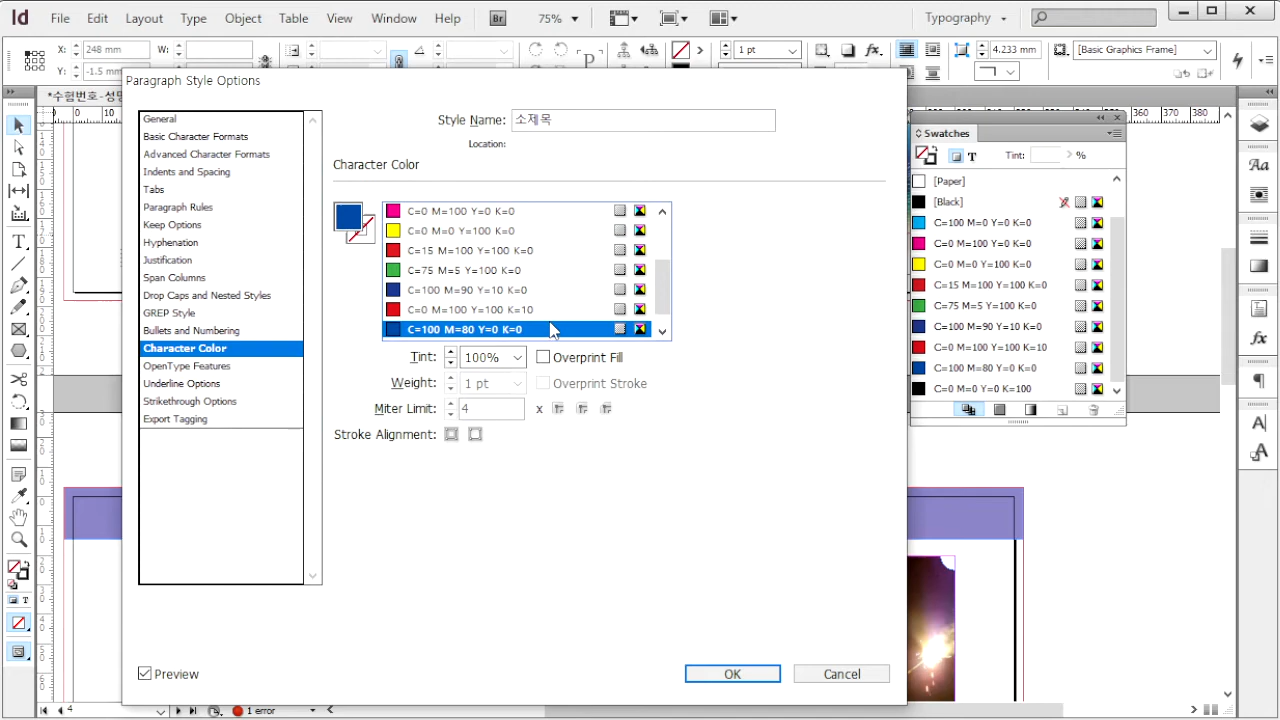 Id File Edit Layout Type Object Table View Window Help Br 75% Typography
X: 248 mm W: 1 pt 4.233 mm [Basic Graphics Frame]
Y: -1.5 mm
Paragraph Style Options
General
Basic Character Formats
Advanced Character Formats
Indents and Spacing
Tabs
Paragraph Rules
Keep Options
Hyphenation
Justification
Span Columns
Drop Caps and Nested Styles
GREP Style
Bullets and Numbering
Character Color
OpenType Features
Underline Options
Strikethrough Options
Export Tagging
Style Name: 소제목
Location:
Character Color
C=0 M=100 Y=0 K=0
C=0 M=0 Y=100 K=0
C=15 M=100 Y=100 K=0
C=75 M=5 Y=100 K=0
C=100 M=90 Y=10 K=0
C=0 M=100 Y=100 K=10
C=100 M=80 Y=0 K=0
Tint: 100% Overprint Fill
Weight: 1 pt Overprint Stroke
Miter Limit: 4 x
Stroke Alignment:
Preview
OK Cancel
360 370 380
Swatches
Tint: %
[Paper]
[Black]
C=100 M=0 Y=0 K=0
C=0 M=100 Y=0 K=0
C=0 M=0 Y=100 K=0
C=15 M=100 Y=100 K=0
C=75 M=5 Y=100 K=0
C=100 M=90 Y=10 K=0
C=0 M=100 Y=100 K=10
C=100 M=80 Y=0 K=0
C=0 M=0 Y=0 K=100
4 1 error